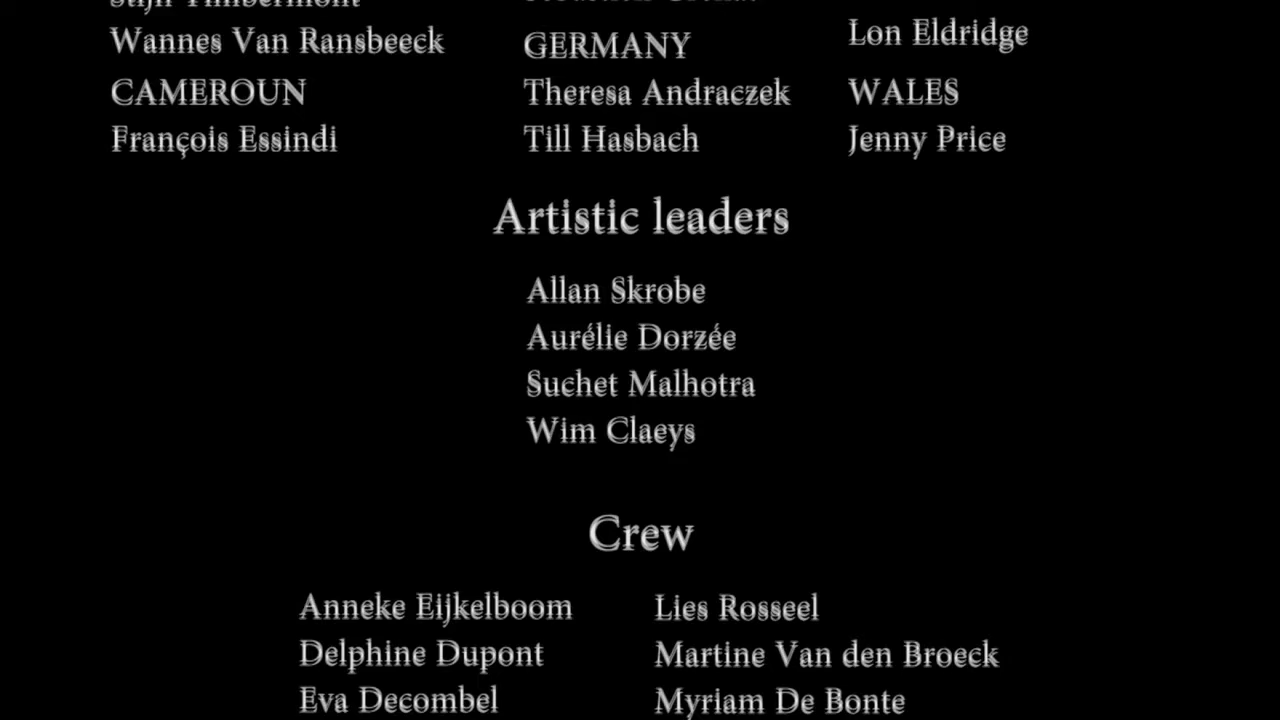 Wannes Van Ransbeeck
CAMEROUN
François Essindi
GERMANY
Theresa Andraczek
Till Hasbach
Lon Eldridge
WALES
Jenny Price
Artistic leaders
Allan Skrobe
Aurélie Dorzée
Suchet Malhotra
Wim Claeys
Crew
Anneke Eijkelboom
Delphine Dupont
Eva Decombel
Lies Rosseel
Martine Van den Broeck
Myriam De Bonte